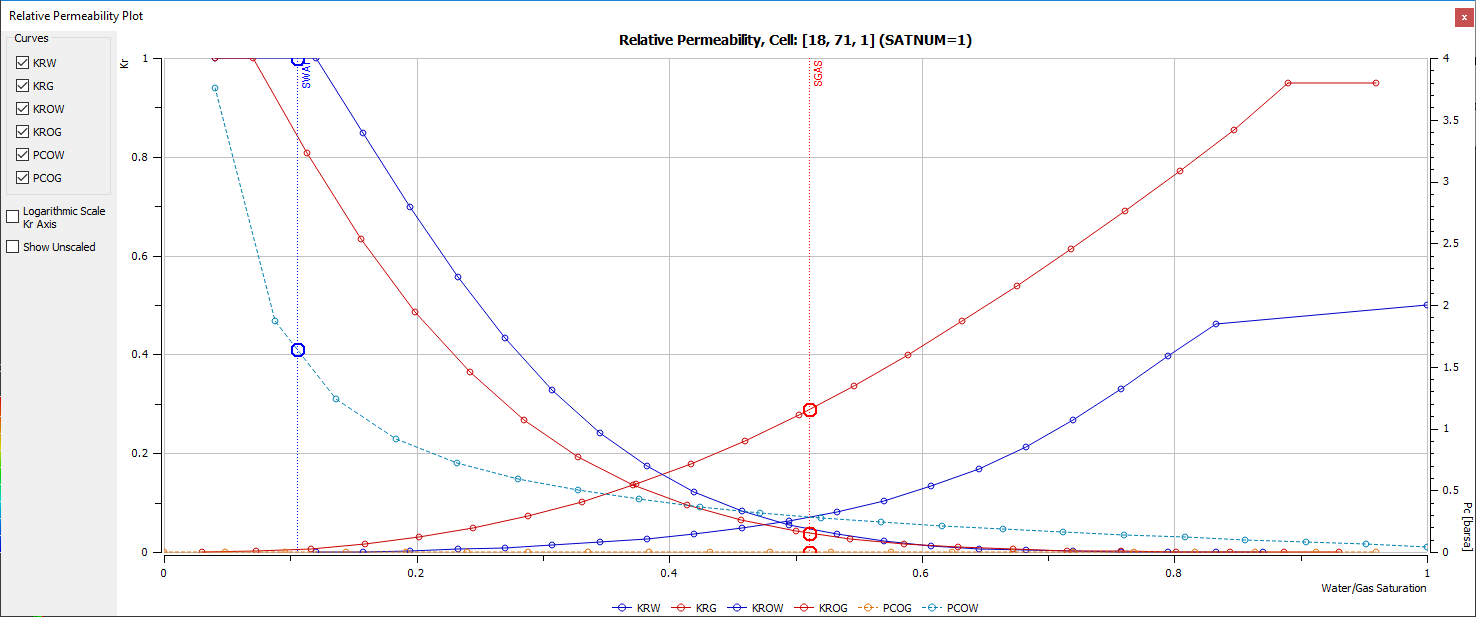 Relative Permeability Plot
x
Curves
KRW
KRG
KROW
KROG
PCOW
PCOG
Logarithmic Scale
Kr Axis
Show Unscaled
Relative Permeability, Cell: [18, 71, 1] (SATNUM=1)
Kr
1
0.8
0.6
0.4
0.2
0
SWAT
SGAS
4
3.5
3
2.5
2
1.5
1
0.5
0
Pc [barsa]
0
0.2
0.4
0.6
0.8
1
Water/Gas Saturation
KRW KRG KROW KROG PCOG PCOW